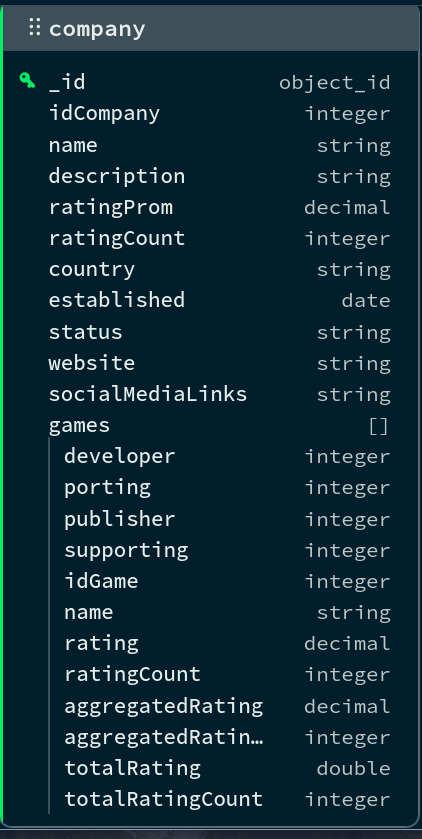 company
_id object_id
idCompany integer
name string
description string
ratingProm decimal
ratingCount integer
country string
established date
status string
website string
socialMediaLinks string
games []
developer integer
porting integer
publisher integer
supporting integer
idGame integer
name string
rating decimal
ratingCount integer
aggregatedRating decimal
aggregatedRatin… integer
totalRating double
totalRatingCount integer